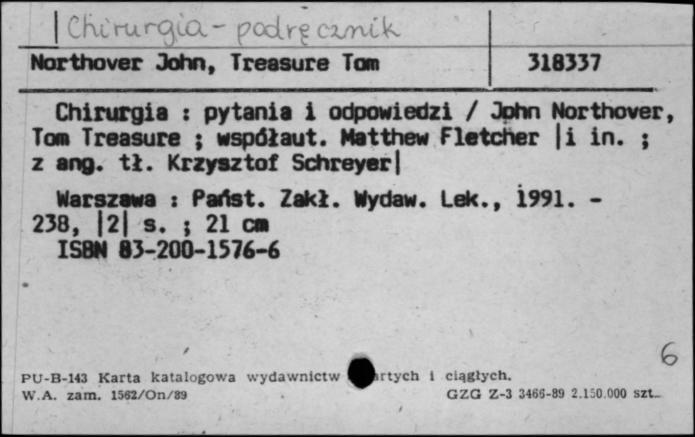 Chirurgia - podręcznik
Northover John, Treasure Tom 318337
Chirurgia : pytania i odpowiedzi / John Northover,
Tom Treasure ; współaut. Matthew Fletcher |i in. ;
z ang. tł. Krzysztof Schreyer|
Warszawa : Państ. Zakł. Wydaw. Lek., 1991. -
238, |2| s. ; 21 cm
ISBN 83-200-1576-6
6
PU-B-143 Karta katalogowa wydawnictw artych i ciągłych.
W.A. zam. 1562/On/89 GZG Z-3 3466-89 2.150.000 szt.